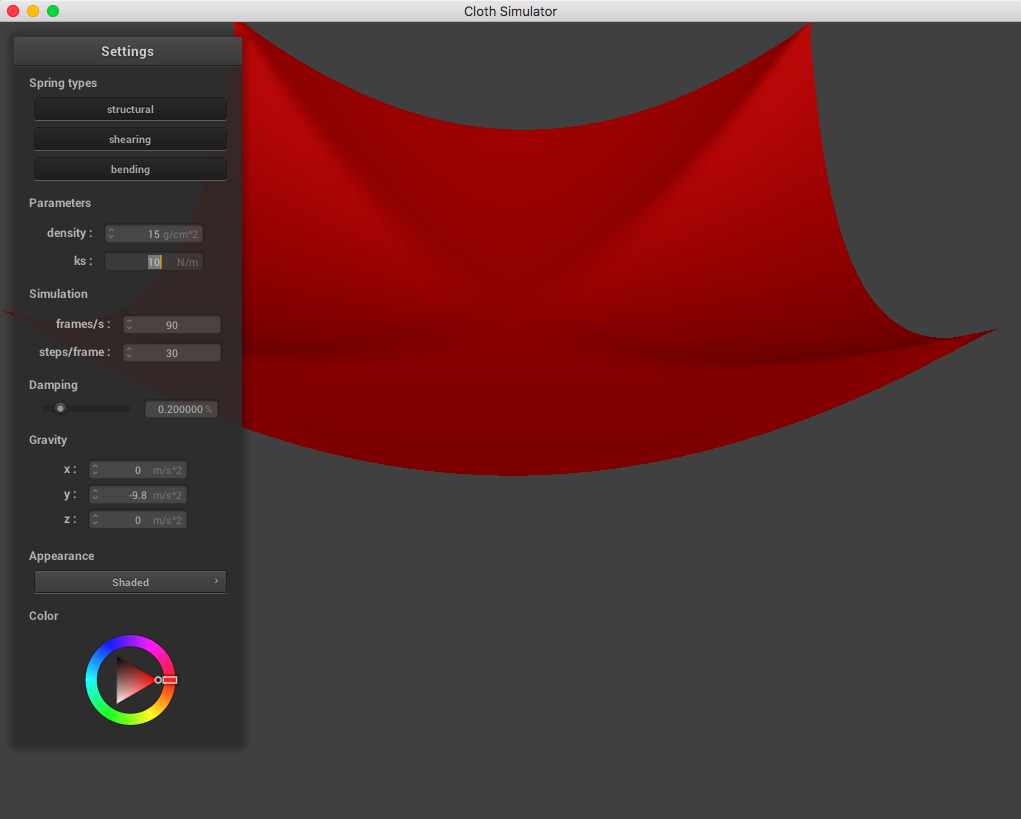 Cloth Simulator
Settings
Spring types
structural
shearing
bending
Parameters
density : 15 g/cm^2
ks : 10 N/m
Simulation
frames/s : 90
steps/frame : 30
Damping
0.200000 %
Gravity
x : 0 m/s^2
y : -9.8 m/s^2
z : 0 m/s^2
Appearance
Shaded
Color